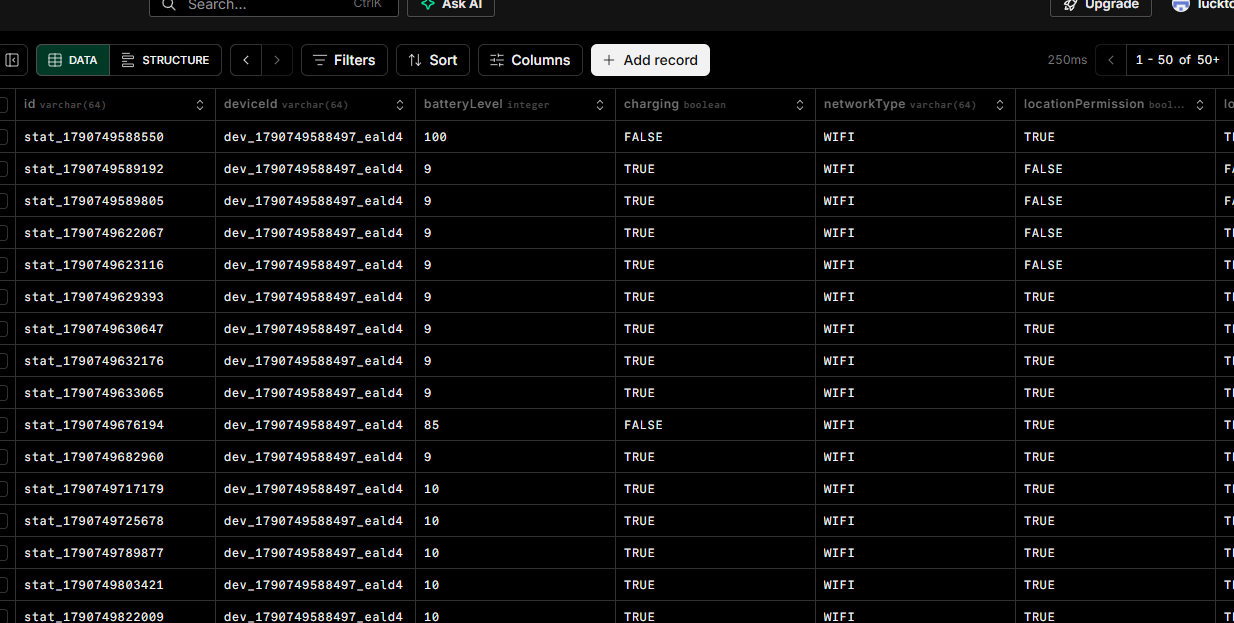 Search... CtrlK Ask AI Upgrade
DATA STRUCTURE Filters Sort Columns + Add record 250ms 1 - 50 of 50+
id varchar(64) deviceId varchar(64) batteryLevel integer charging boolean networkType varchar(64) locationPermission bool...
stat_1790749588550 dev_1790749588497_eald4 100 FALSE WIFI TRUE
stat_1790749589192 dev_1790749588497_eald4 9 TRUE WIFI FALSE
stat_1790749589805 dev_1790749588497_eald4 9 TRUE WIFI FALSE
stat_1790749622067 dev_1790749588497_eald4 9 TRUE WIFI FALSE
stat_1790749623116 dev_1790749588497_eald4 9 TRUE WIFI FALSE
stat_1790749629393 dev_1790749588497_eald4 9 TRUE WIFI TRUE
stat_1790749630647 dev_1790749588497_eald4 9 TRUE WIFI TRUE
stat_1790749632176 dev_1790749588497_eald4 9 TRUE WIFI TRUE
stat_1790749633065 dev_1790749588497_eald4 9 TRUE WIFI TRUE
stat_1790749676194 dev_1790749588497_eald4 85 FALSE WIFI TRUE
stat_1790749682960 dev_1790749588497_eald4 9 TRUE WIFI TRUE
stat_1790749717179 dev_1790749588497_eald4 10 TRUE WIFI TRUE
stat_1790749725678 dev_1790749588497_eald4 10 TRUE WIFI TRUE
stat_1790749789877 dev_1790749588497_eald4 10 TRUE WIFI TRUE
stat_1790749803421 dev_1790749588497_eald4 10 TRUE WIFI TRUE
stat_1790749822009 dev_1790749588497_eald4 10 TRUE WIFI TRUE